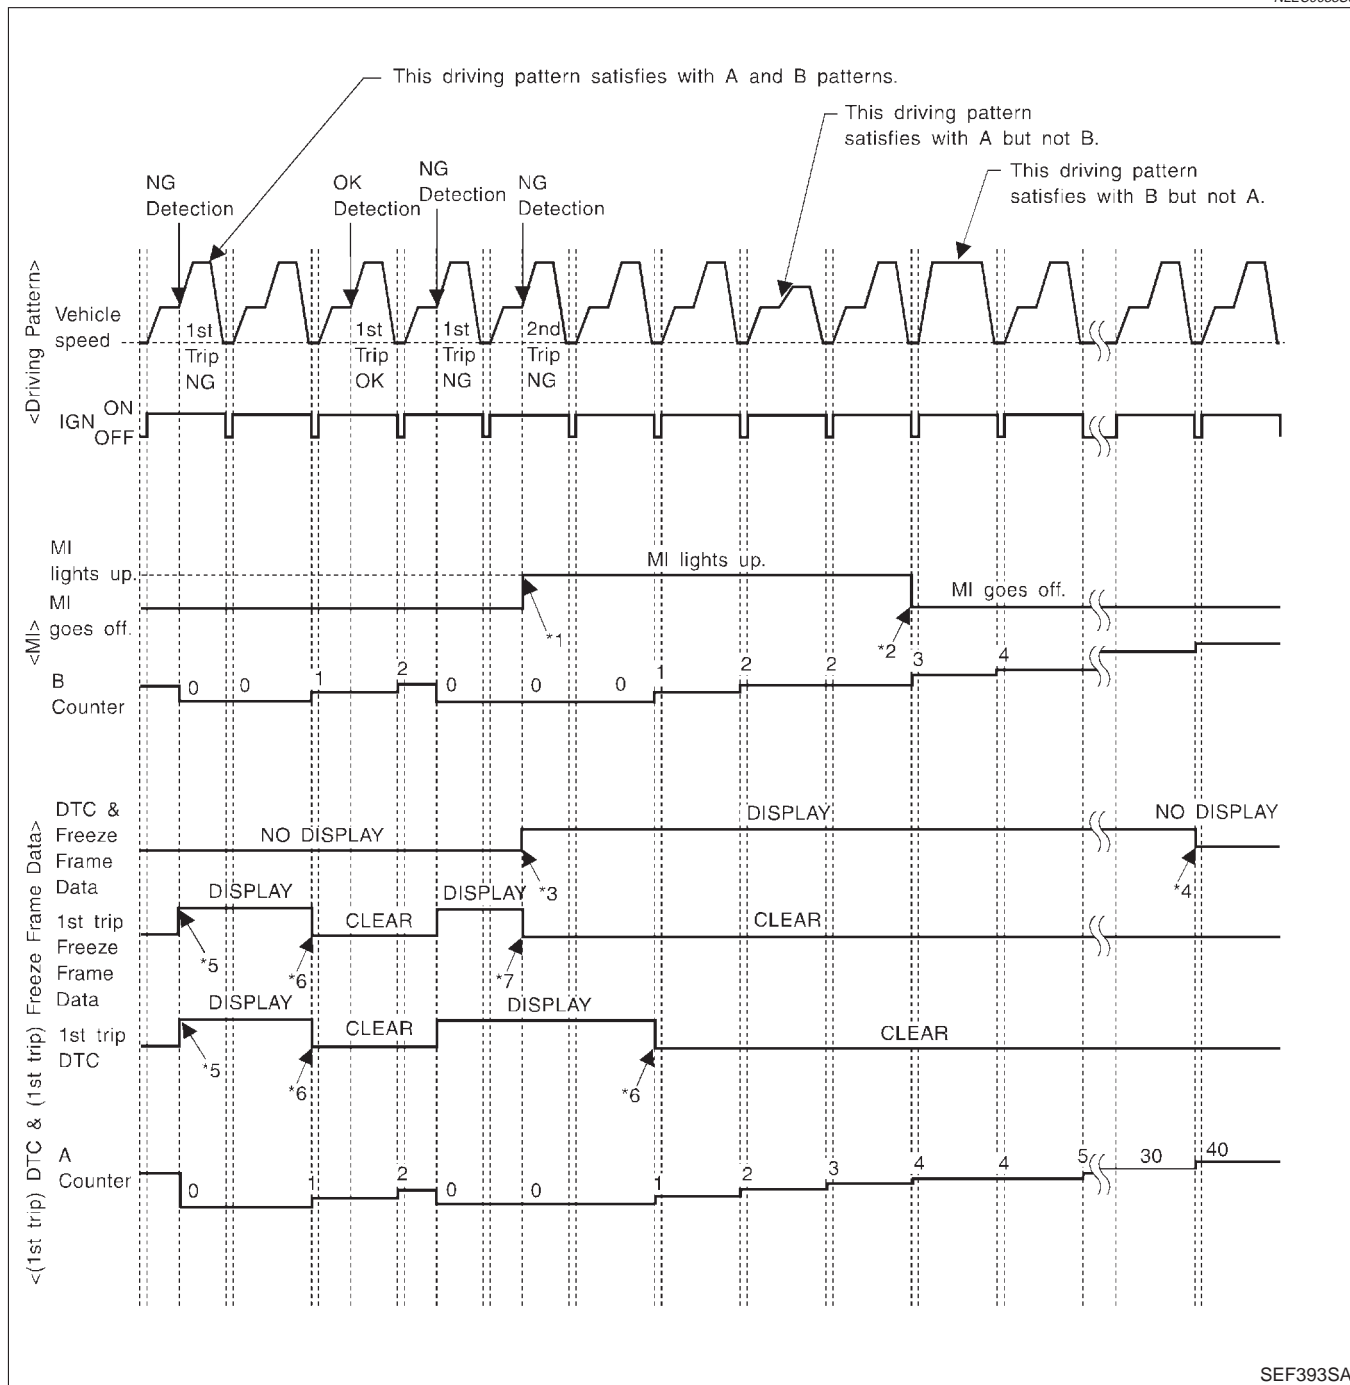 This driving pattern satisfies with A and B patterns.
This driving pattern
satisfies with A but not B.
This driving pattern
satisfies with B but not A.
NG
Detection
OK
Detection
NG
Detection
NG
Detection
<Driving Pattern>
Vehicle
speed
1st
Trip
NG
1st
Trip
OK
1st
Trip
NG
2nd
Trip
NG
IGN
ON
OFF
<MI>
MI
lights up.
MI lights up.
MI
goes off.
MI goes off.
*1
*2
B
Counter
0 0 1 2 0 0 0 1 2 2 3 4
<(1st trip) DTC & (1st trip) Freeze Frame Data>
DTC &
Freeze
Frame
Data
NO DISPLAY
DISPLAY
NO DISPLAY
*3
*4
1st trip
Freeze
Frame
Data
DISPLAY
CLEAR
DISPLAY
CLEAR
*5
*6
*7
1st trip
DTC
DISPLAY
CLEAR
DISPLAY
CLEAR
*5
*6
*6
A
Counter
0 1 2 0 0 1 2 3 4 4 5 30 40
SEF393SA